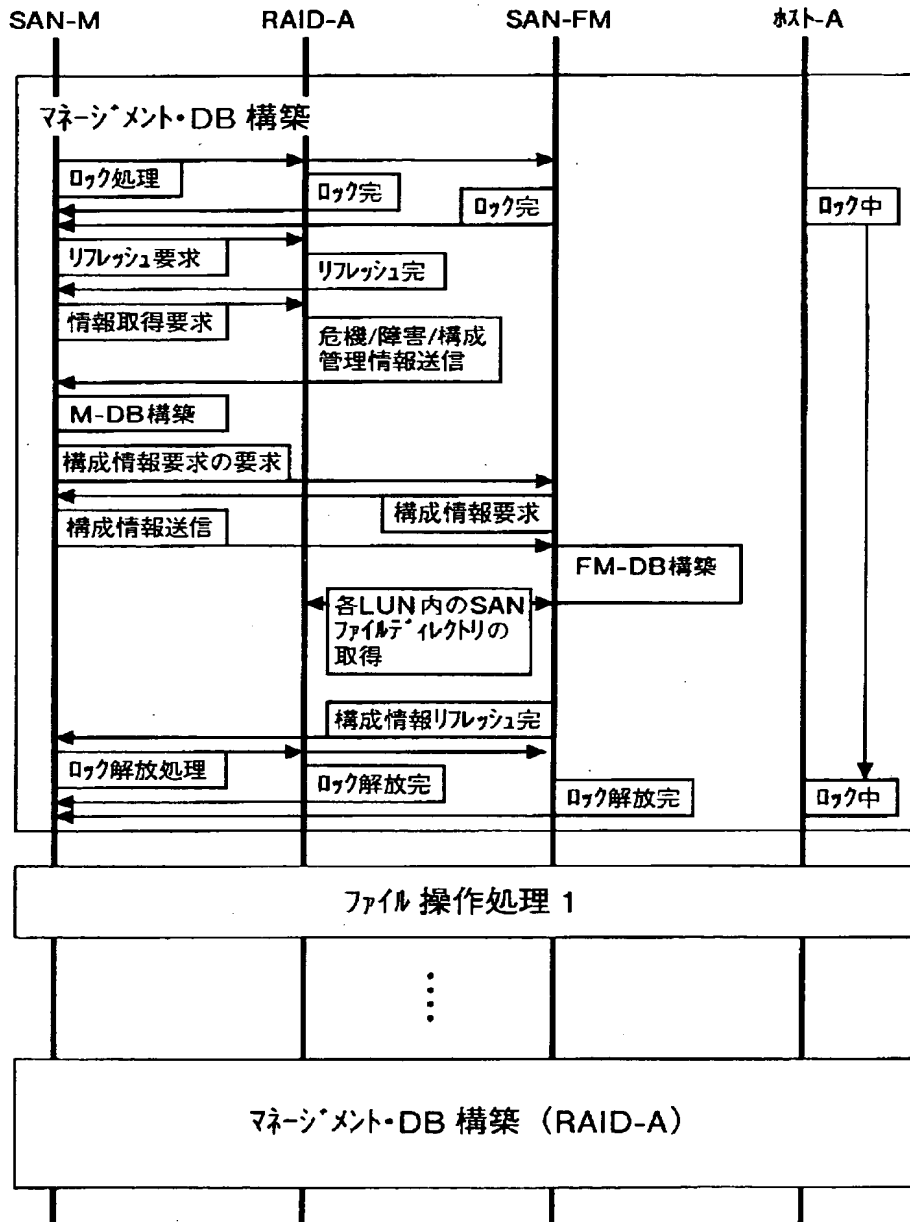 SAN-M
RAID-A
SAN-FM
ﾎｽﾄ-A
ﾏﾈｰｼﾞﾒﾝﾄ・DB 構築
ﾛｯｸ処理
ﾛｯｸ完
ﾛｯｸ完
ﾛｯｸ中
ﾘﾌﾚｯｼｭ要求
ﾘﾌﾚｯｼｭ完
情報取得要求
危機/障害/構成
管理情報送信
M-DB構築
構成情報要求の要求
構成情報要求
構成情報送信
FM-DB構築
各LUN内のSAN
ﾌｧｲﾙﾃﾞｨﾚｸﾄﾘの
取得
構成情報ﾘﾌﾚｯｼｭ完
ﾛｯｸ解放処理
ﾛｯｸ解放完
ﾛｯｸ解放完
ﾛｯｸ中
ﾌｧｲﾙ 操作処理 1
ﾏﾈｰｼﾞﾒﾝﾄ・DB 構築 (RAID-A)